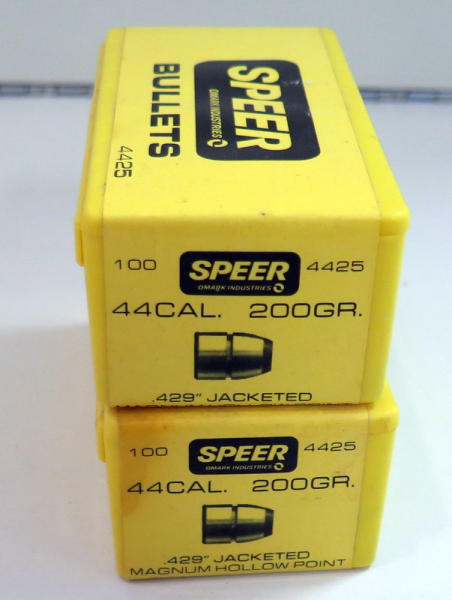 SPEER
OMARK INDUSTRIES
BULLETS
4425
100 SPEER 4425
OMARK INDUSTRIES
44CAL. 200GR.
.429" JACKETED
100 SPEER 4425
OMARK INDUSTRIES
44CAL. 200GR.
.429" JACKETED
MAGNUM HOLLOW POINT